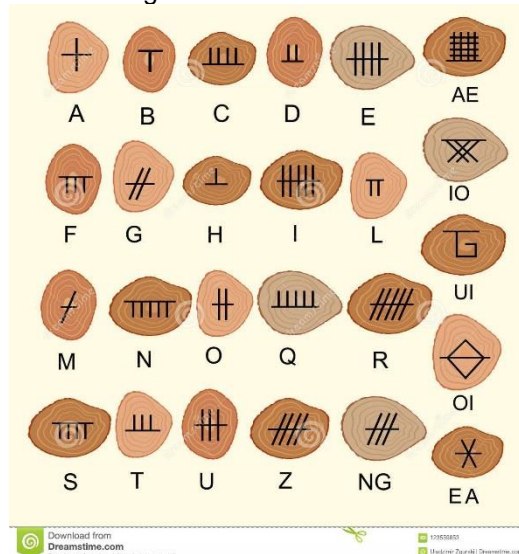 A B C D E AE
F G H I L IO
UI
M N O Q R
OI
S T U Z NG
EA
Download from
Dreamstime.com